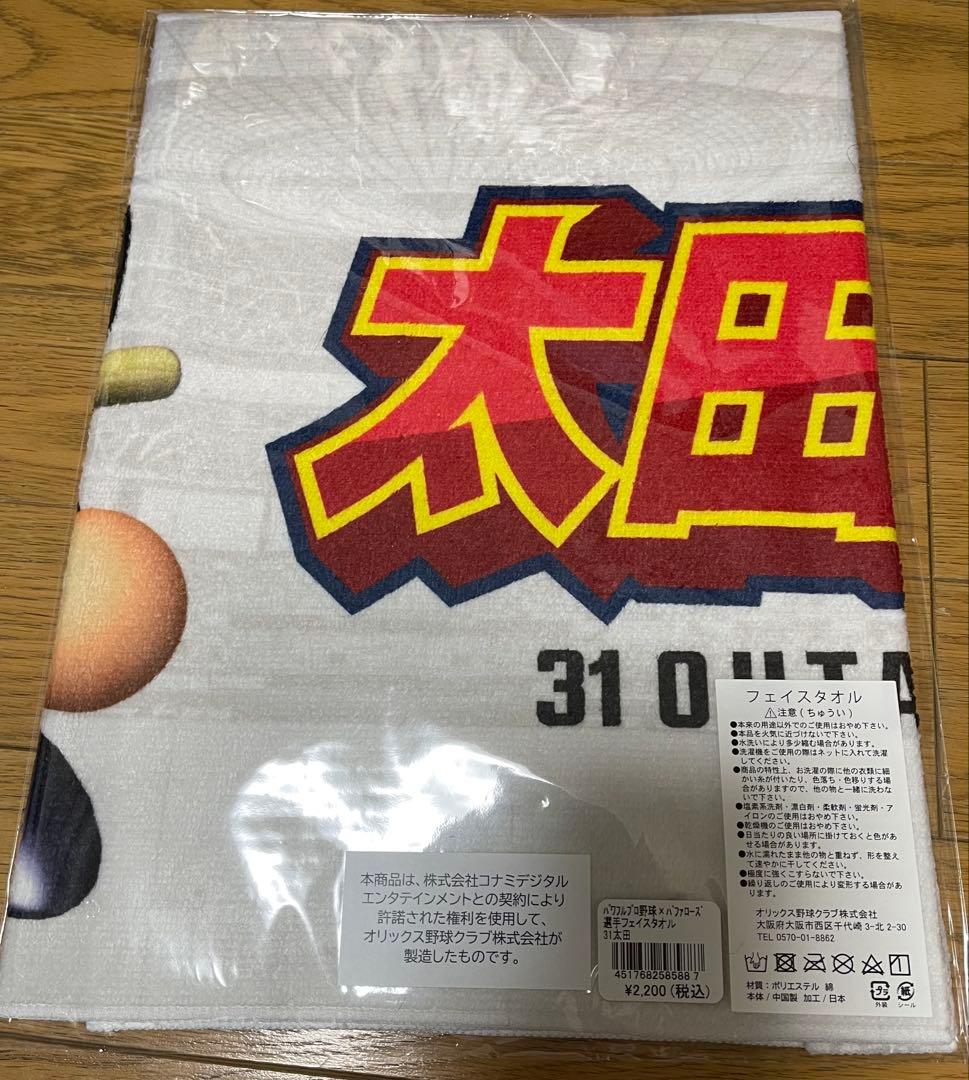 太田
31 OHTA
フェイスタオル
⚠注意(ちゅうい)
●本来の用途以外でのご使用はおやめ下さい。
●本品を火気に近づけないで下さい。
●水洗いにより多少縮む場合があります。
●洗濯機をご使用の際はネットに入れて洗濯
してください。
●商品の特性上、お洗濯の際に他の衣類に細
かい糸が付いたり、色落ち・色移りする場
合がありますので、他の物と一緒に洗わな
いで下さい。
●塩素系洗剤・漂白剤・柔軟剤・蛍光剤・ア
イロンのご使用はおやめ下さい。
●乾燥機のご使用はおやめ下さい。
●日当たりの良い場所に掛けておくと色があ
せる場合があります。
●水に濡れたまま他の物と重ねず、形を整え
て速やかに干してください。
●極度に強くこすらないで下さい。
●繰り返しのご使用により変形する場合があ
ります。
オリックス野球クラブ株式会社
大阪府大阪市西区千代崎 3-北 2-30
TEL 0570-01-8862
材質:ポリエステル 綿
本体/中国製 加工/日本
プラ
外装
紙
シール
本商品は、株式会社コナミデジタル
エンタテインメントとの契約により
許諾された権利を使用して、
オリックス野球クラブ株式会社が
製造したものです。
ﾊﾟﾜﾌﾙﾌﾟﾛ野球×ﾊﾞﾌｧﾛｰｽﾞ
選手フェイスタオル
31太田
451768258588 7
¥2,200(税込)